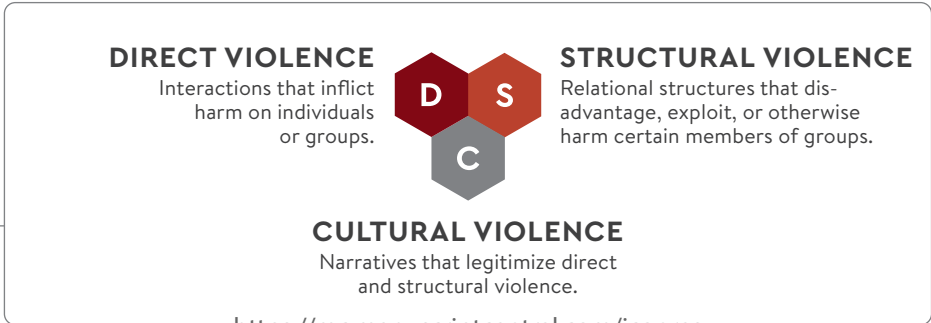 DIRECT VIOLENCE
Interactions that inflict
harm on individuals
or groups.
D
S
C
STRUCTURAL VIOLENCE
Relational structures that dis-
advantage, exploit, or otherwise
harm certain members of groups.
CULTURAL VIOLENCE
Narratives that legitimize direct
and structural violence.